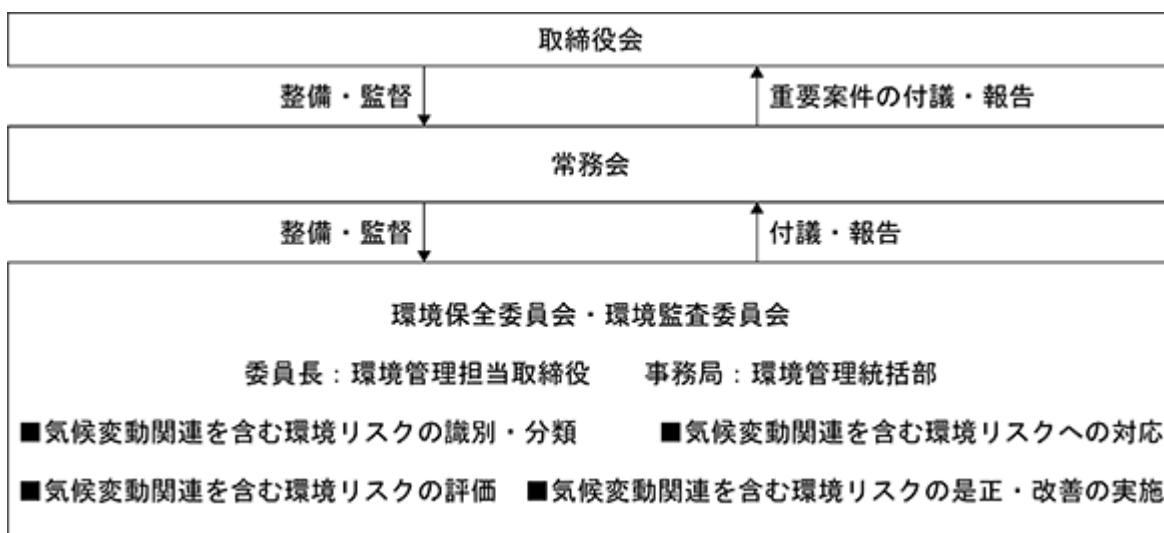 取締役会
整備・監督 重要案件の付議・報告
常務会
整備・監督 付議・報告
環境保全委員会・環境監査委員会
委員長：環境管理担当取締役 事務局：環境管理統括部
■気候変動関連を含む環境リスクの識別・分類 ■気候変動関連を含む環境リスクへの対応
■気候変動関連を含む環境リスクの評価 ■気候変動関連を含む環境リスクの是正・改善の実施